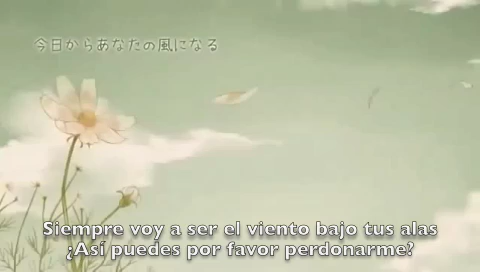 今日からあなたの風になる
Siempre voy a ser el viento bajo tus alas
¿Así puedes por favor perdonarme?